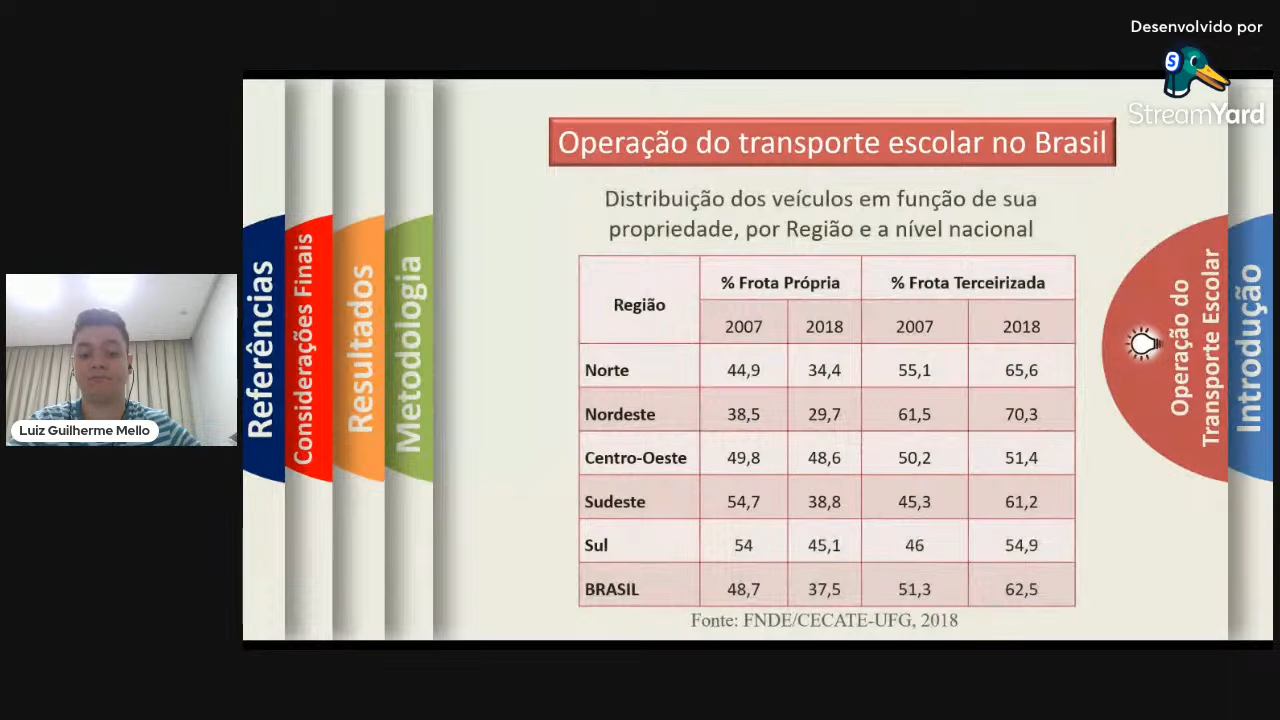 Desenvolvido por
StreamYard
Operação do transporte escolar no Brasil
Distribuição dos veículos em função de sua
propriedade, por Região e a nível nacional
Região % Frota Própria % Frota Terceirizada
2007 2018 2007 2018
Norte 44,9 34,4 55,1 65,6
Nordeste 38,5 29,7 61,5 70,3
Centro-Oeste 49,8 48,6 50,2 51,4
Sudeste 54,7 38,8 45,3 61,2
Sul 54 45,1 46 54,9
BRASIL 48,7 37,5 51,3 62,5
Fonte: FNDE/CECATE-UFG, 2018
Referências
Considerações Finais
Resultados
Metodologia
Operação do
Transporte Escolar
Introdução
Luiz Guilherme Mello
S